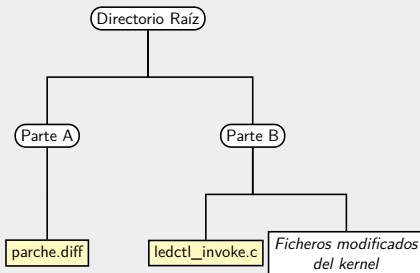 Directorio Raíz
Parte A
Parte B
parche.diff
ledctl_invoke.c
Ficheros modificados
del kernel